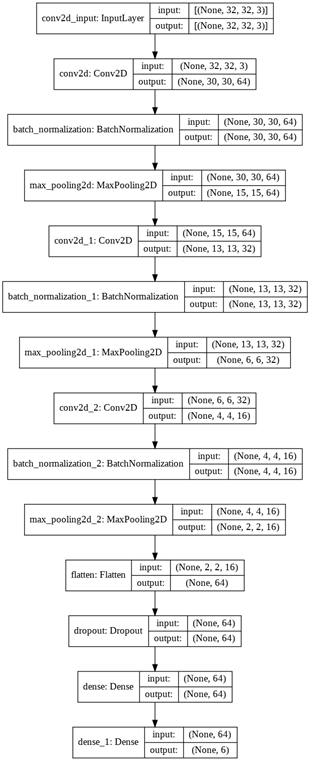 conv2d_input: InputLayer input: [(None, 32, 32, 3)]
output: [(None, 32, 32, 3)]
conv2d: Conv2D input: (None, 32, 32, 3)
output: (None, 30, 30, 64)
batch_normalization: BatchNormalization input: (None, 30, 30, 64)
output: (None, 30, 30, 64)
max_pooling2d: MaxPooling2D input: (None, 30, 30, 64)
output: (None, 15, 15, 64)
conv2d_1: Conv2D input: (None, 15, 15, 64)
output: (None, 13, 13, 32)
batch_normalization_1: BatchNormalization input: (None, 13, 13, 32)
output: (None, 13, 13, 32)
max_pooling2d_1: MaxPooling2D input: (None, 13, 13, 32)
output: (None, 6, 6, 32)
conv2d_2: Conv2D input: (None, 6, 6, 32)
output: (None, 4, 4, 16)
batch_normalization_2: BatchNormalization input: (None, 4, 4, 16)
output: (None, 4, 4, 16)
max_pooling2d_2: MaxPooling2D input: (None, 4, 4, 16)
output: (None, 2, 2, 16)
flatten: Flatten input: (None, 2, 2, 16)
output: (None, 64)
dropout: Dropout input: (None, 64)
output: (None, 64)
dense: Dense input: (None, 64)
output: (None, 64)
dense_1: Dense input: (None, 64)
output: (None, 6)